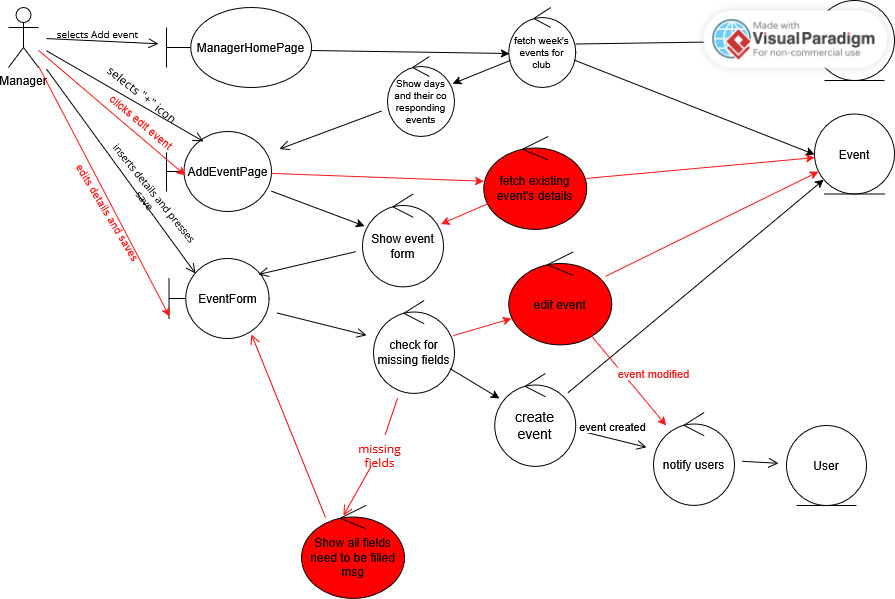 Made with
VisualParadigm
For non-commercial use
selects Add event
ManagerHomePage
fetch week's
events for
club
Manager
Show days
and their co
responding
events
selects "+" icon
clicks edit event
AddEventPage
fetch existing
event's details
Event
inserts details and presses
save
edits details and saves
Show event
form
EventForm
edit event
check for
missing fields
event modified
create
event
event created
notify users
User
missing
fields
Show all fields
need to be filled
msg